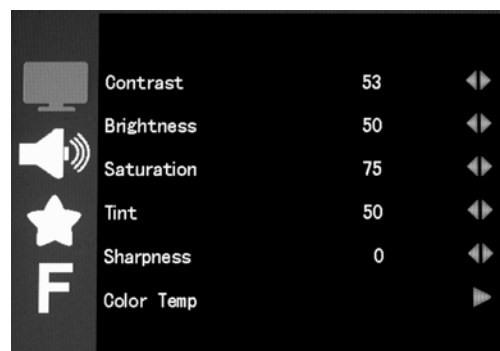 Contrast 53
Brightness 50
Saturation 75
Tint 50
Sharpness 0
F
Color Temp